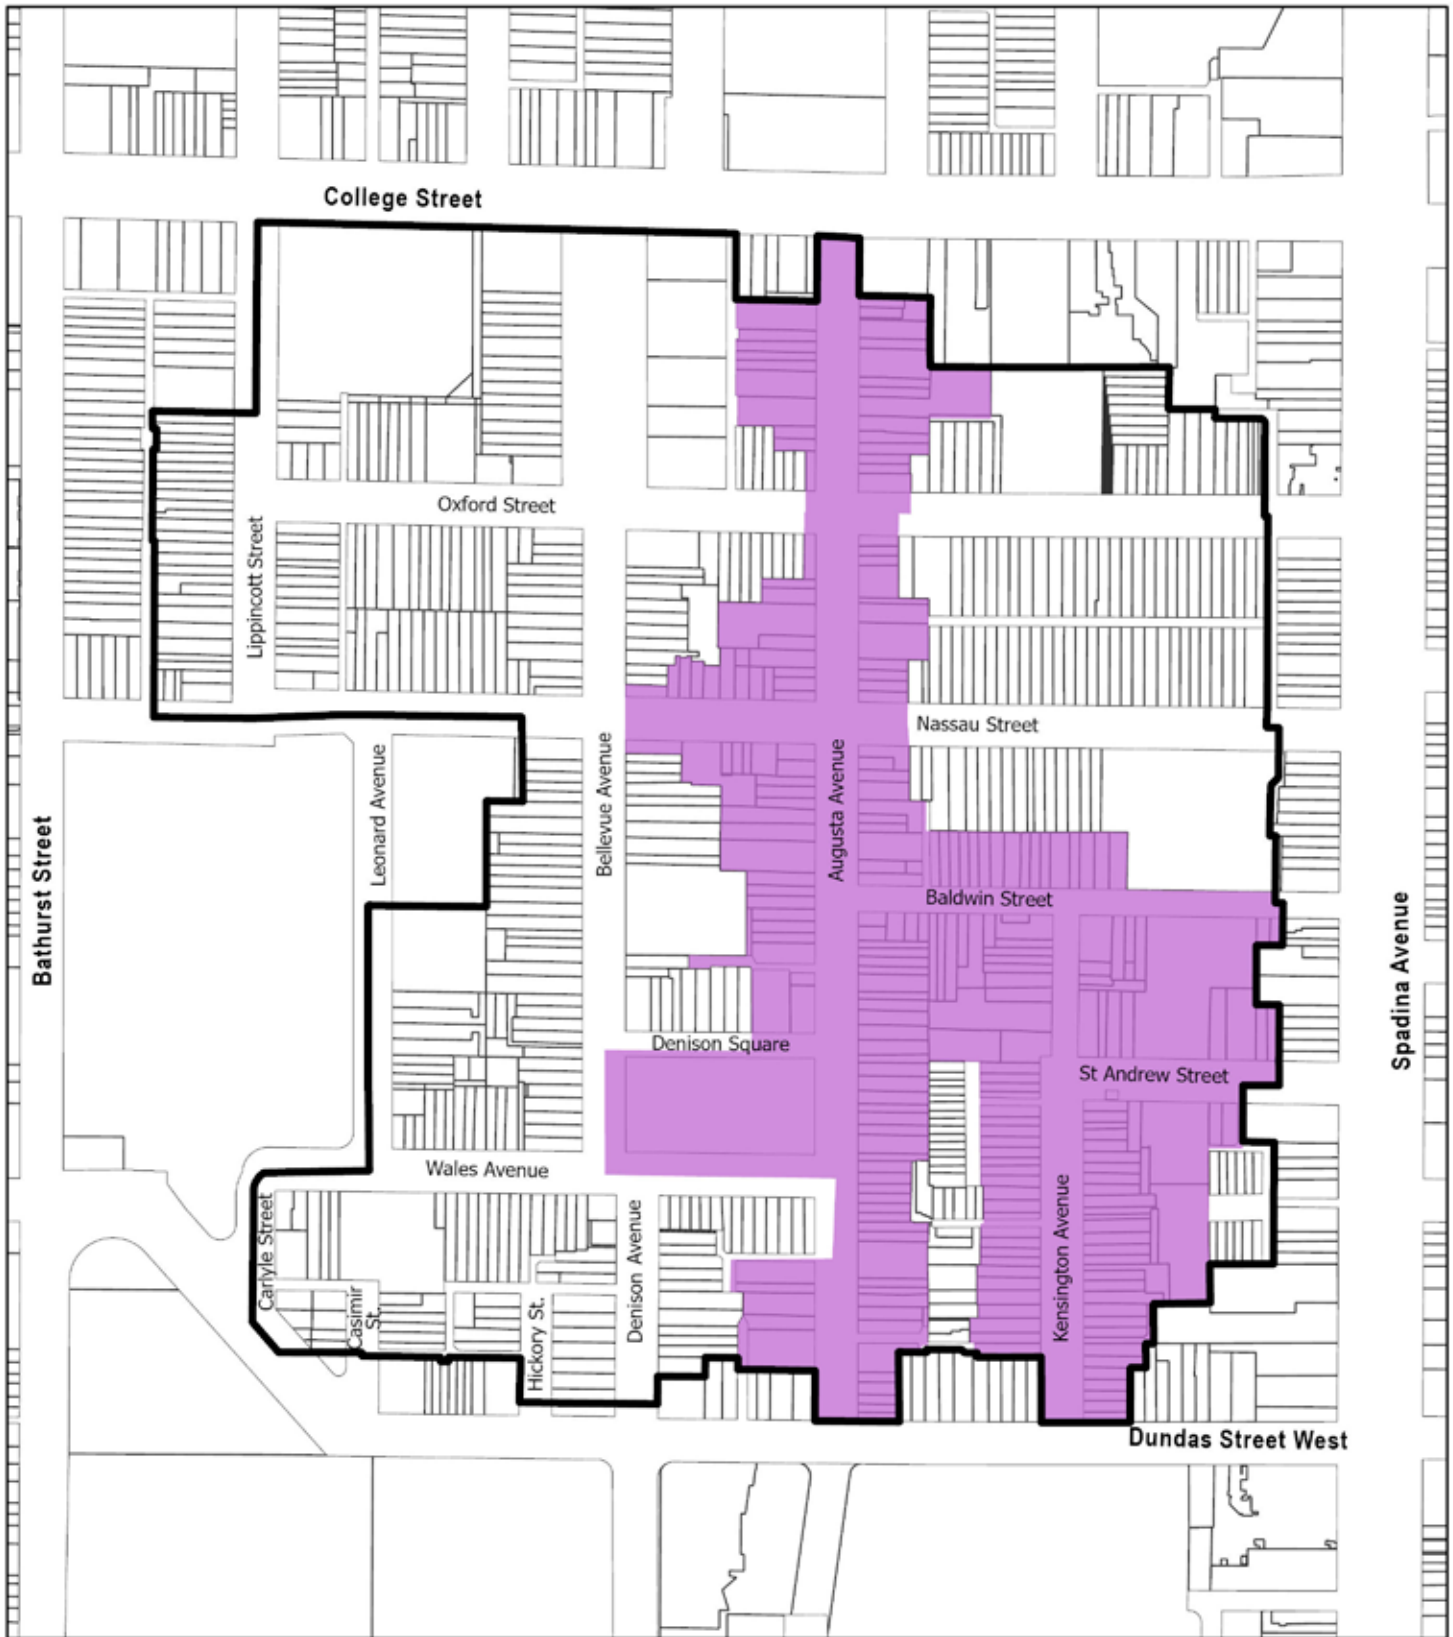 College Street
Oxford Street
Lippincott Street
Nassau Street
Leonard Avenue
Bellevue Avenue
Augusta Avenue
Bathurst Street
Baldwin Street
Spadina Avenue
Denison Square
St Andrew Street
Wales Avenue
Carlyle Street
Casimir
St.
Hickory St.
Denison Avenue
Kensington Avenue
Dundas Street West